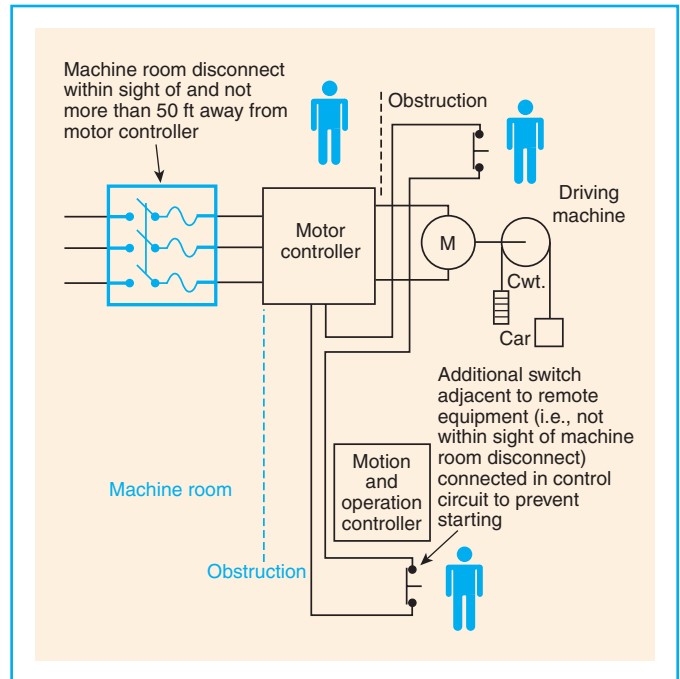 Machine room disconnect
within sight of and not
more than 50 ft away from
motor controller
Obstruction
Driving
machine
Motor
controller
M
Cwt.
Car
Additional switch
adjacent to remote
equipment (i.e., not
within sight of machine
room disconnect)
connected in control
circuit to prevent
starting
Motion
and
operation
controller
Machine room
Obstruction